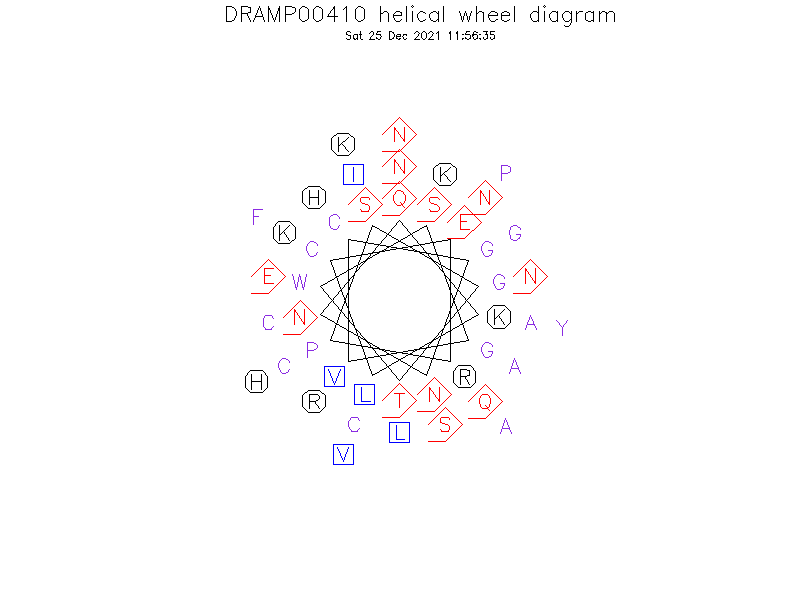 DRAMP00410 helical wheel diagram
Sat 25 Dec 2021 11:56:35
N
K
N
I K P
H S Q S N
F C E
K G
C G
E W G N
C N K A Y
P G
C A
H V R
R L T N Q
C L S A
V